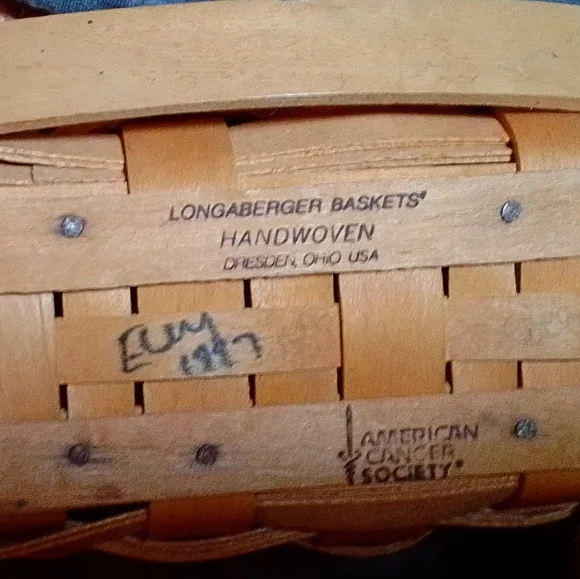 LONGABERGER BASKETS®
HANDWOVEN
DRESDEN, OHIO USA
1997
AMERICAN
CANCER
SOCIETY®